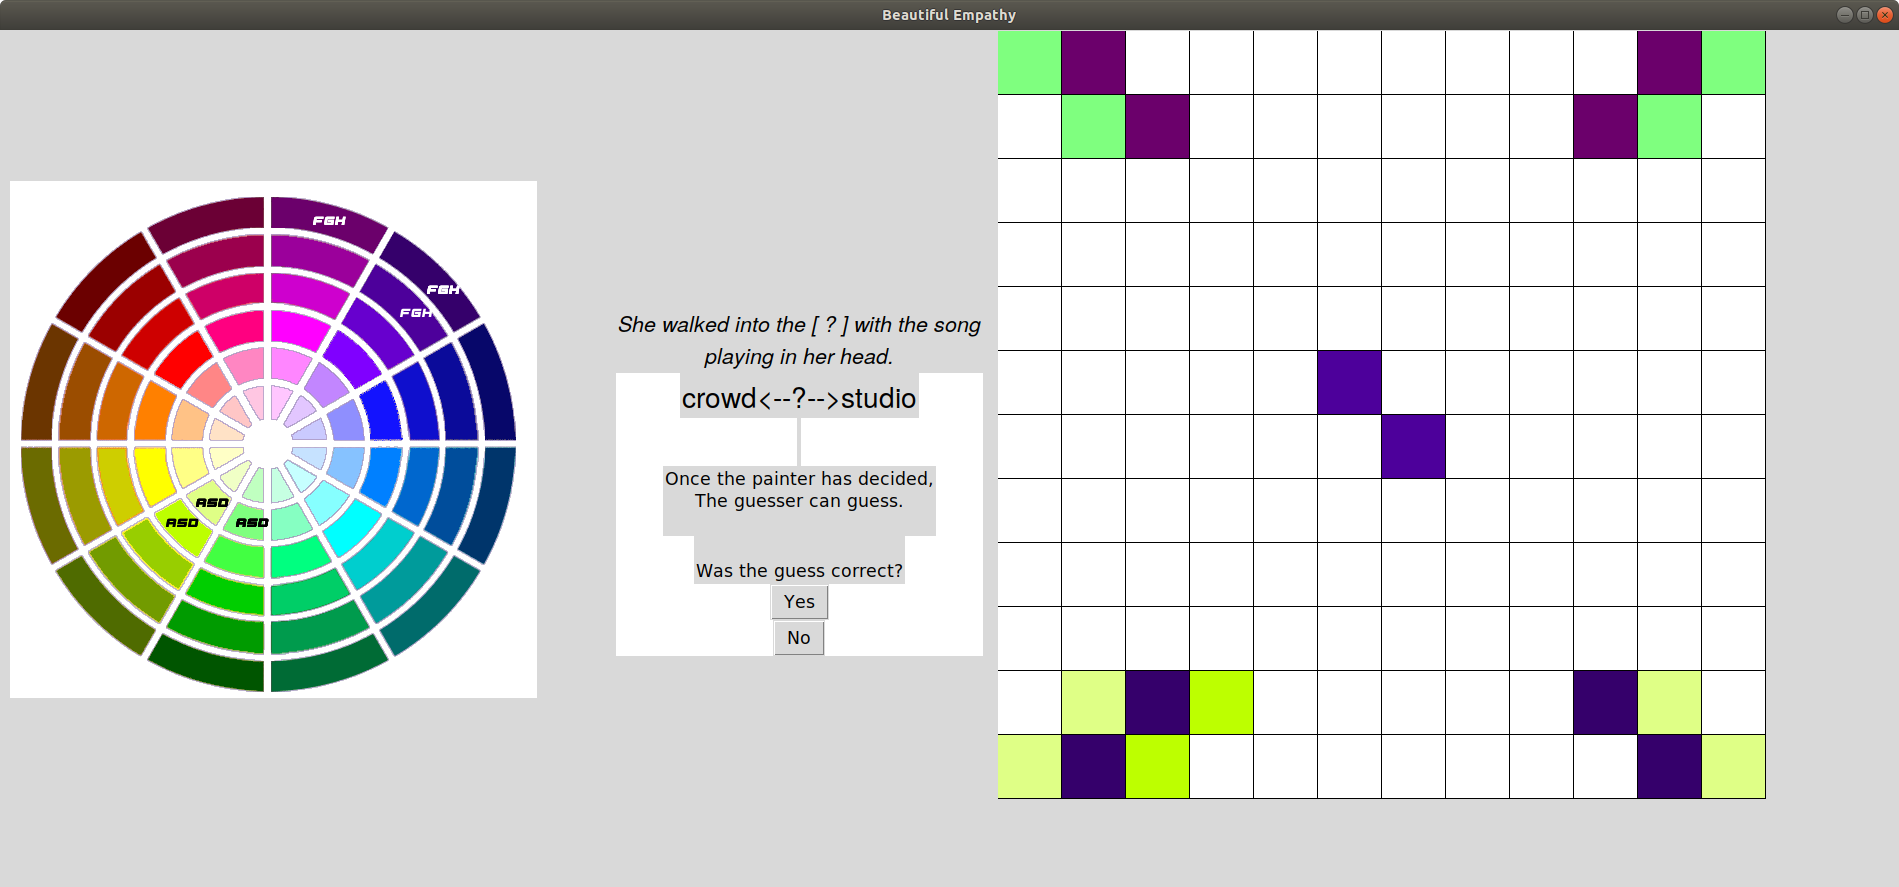 Beautiful Empathy
FGH
FGH
FGH
ASD
ASD
ASD
She walked into the [ ? ] with the song
playing in her head.
crowd<--?-->studio
Once the painter has decided,
The guesser can guess.
Was the guess correct?
Yes
No